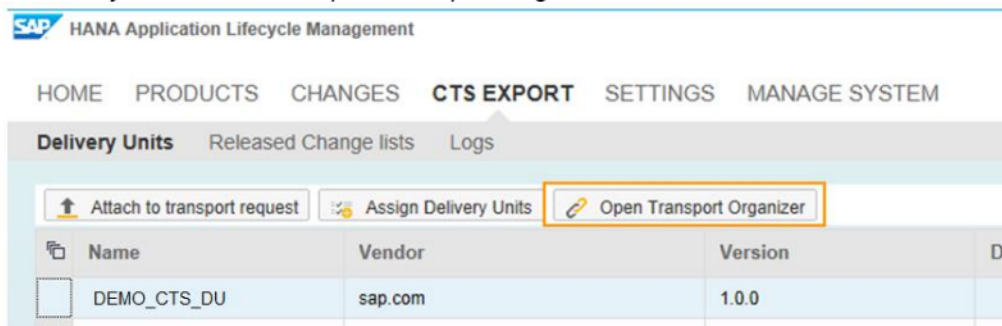 SAP HANA Application Lifecycle Management
HOME PRODUCTS CHANGES CTS EXPORT SETTINGS MANAGE SYSTEM
Delivery Units Released Change lists Logs
Attach to transport request Assign Delivery Units Open Transport Organizer
Name Vendor Version D
DEMO_CTS_DU sap.com 1.0.0